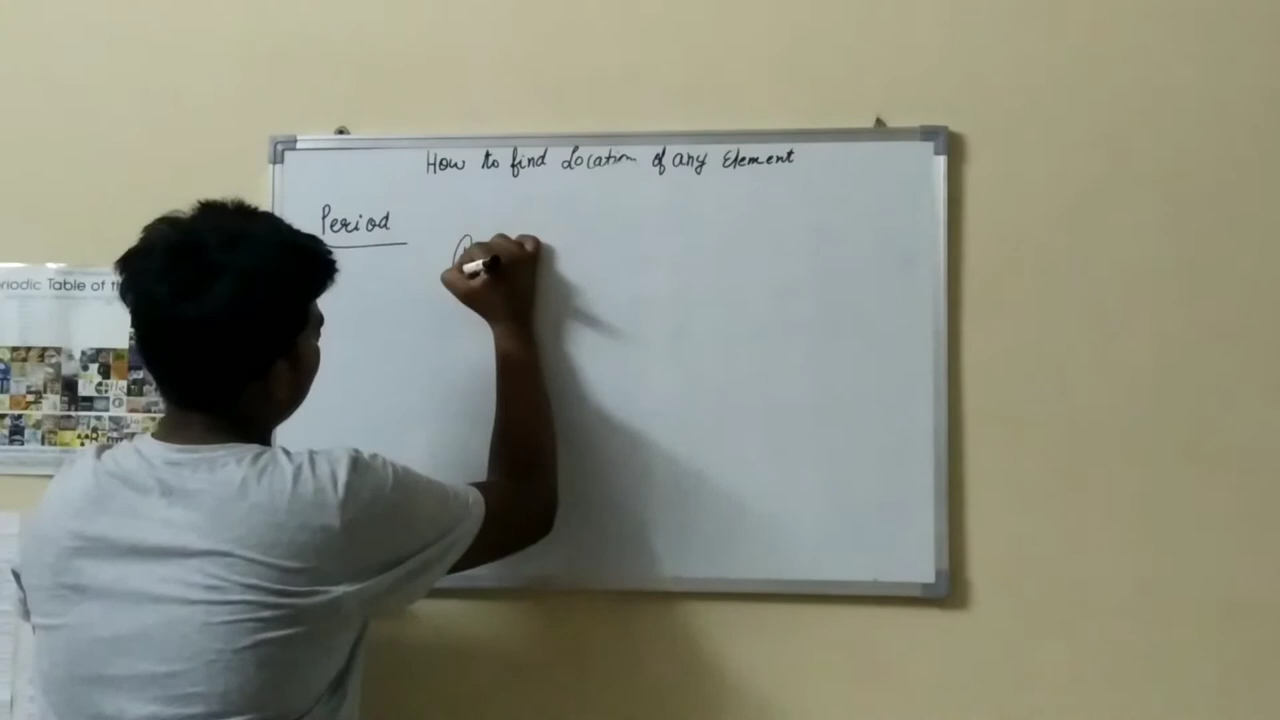 How to find Location of any Element
Period
riodic Table of